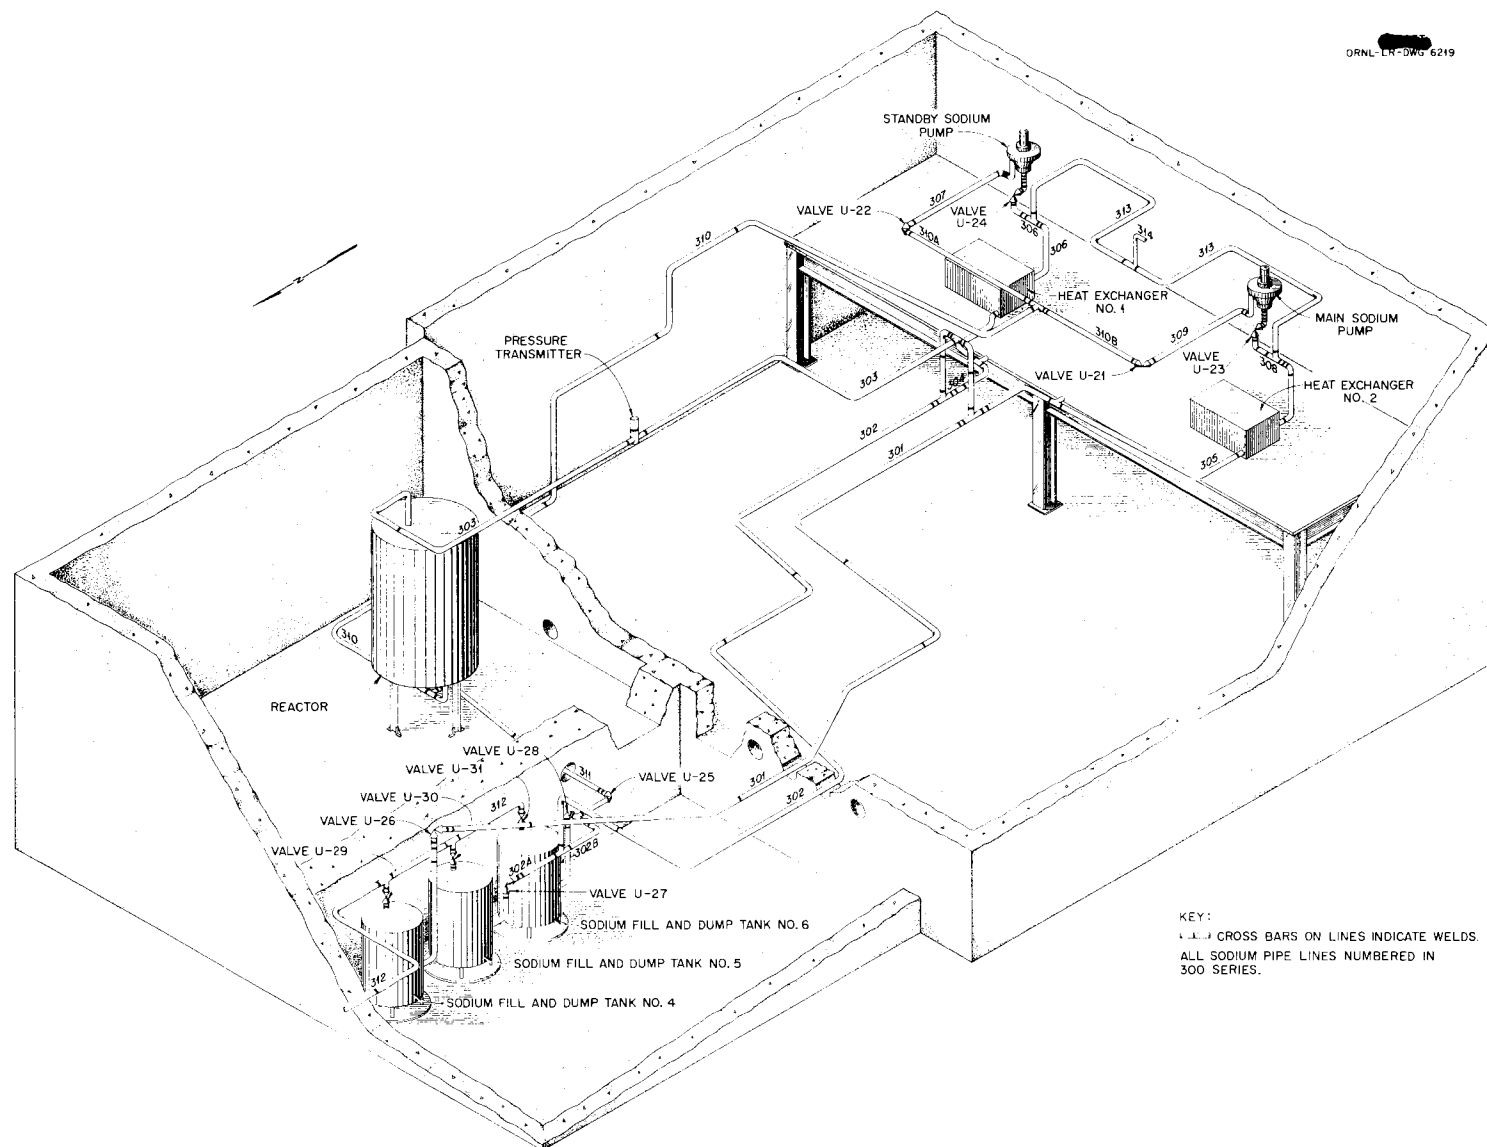 ORNL-LR-DWG 6219
STANDBY SODIUM
PUMP
307
VALVE U-22
VALVE
U-24
306
306
313
314
313
310
310A
HEAT EXCHANGER
NO. 1
MAIN SODIUM
PUMP
309
310B
VALVE
U-23
308
VALVE U-21
PRESSURE
TRANSMITTER
303
304
HEAT EXCHANGER
NO. 2
302
301
305
303
310
REACTOR
VALVE U-28
VALVE U-31
311
VALVE U-25
301
302
VALVE U-30
312
VALVE U-26
VALVE U-29
302A
302B
VALVE U-27
SODIUM FILL AND DUMP TANK NO. 6
SODIUM FILL AND DUMP TANK NO. 5
312
SODIUM FILL AND DUMP TANK NO. 4
KEY:
CROSS BARS ON LINES INDICATE WELDS.
ALL SODIUM PIPE LINES NUMBERED IN
300 SERIES.